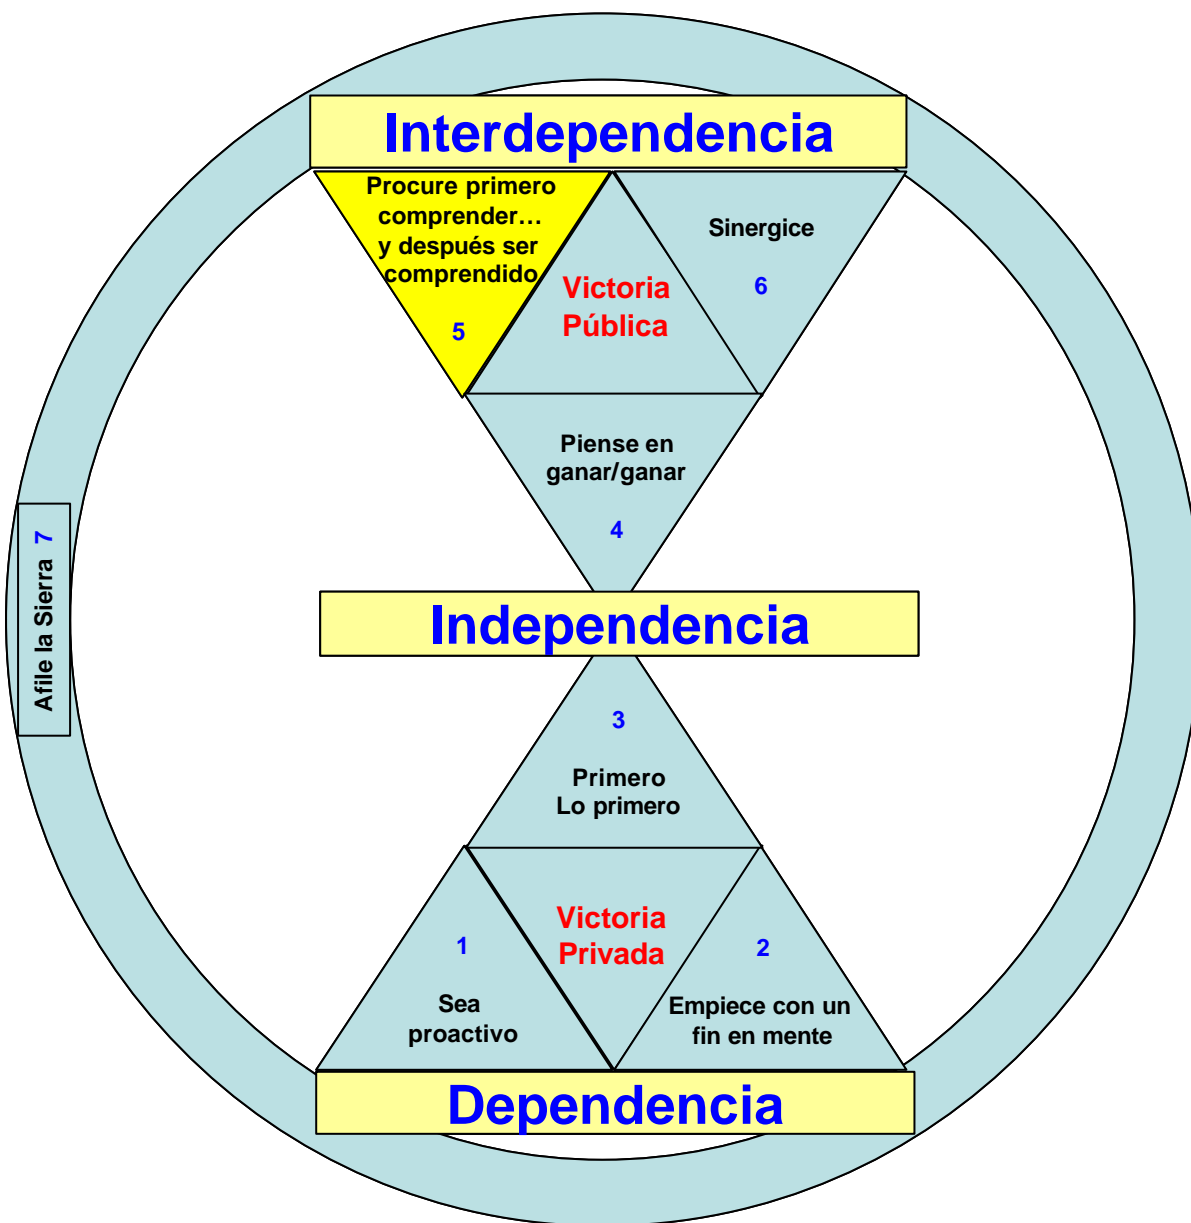 Interdependencia
Procure primero
comprender…
y después ser
comprendido
5
Victoria
Pública
Sinergice
6
Piense en
ganar/ganar
4
Afile la Sierra 7
Independencia
3
Primero
Lo primero
1
Sea
proactivo
Victoria
Privada
2
Empiece con un
fin en mente
Dependencia